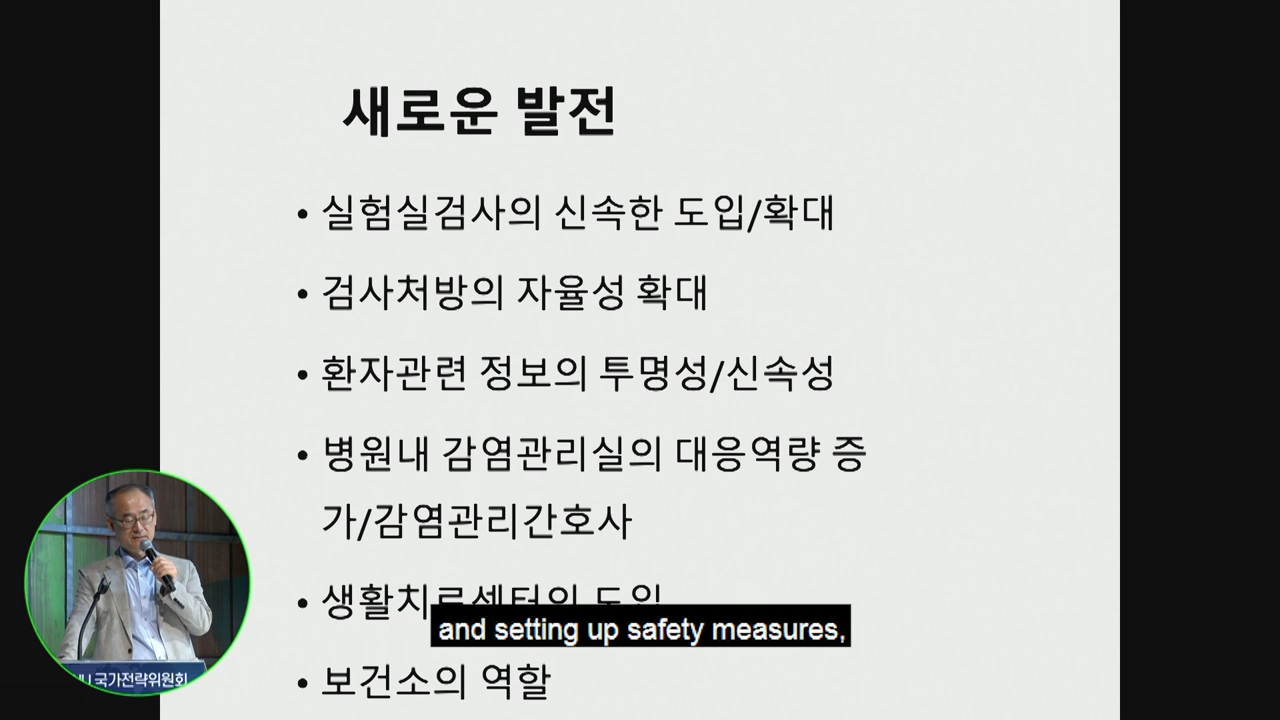 새로운 발전
• 실험실검사의 신속한 도입/확대
• 검사처방의 자율성 확대
• 환자관련 정보의 투명성/신속성
• 병원내 감염관리실의 대응역량 증
가/감염관리간호사
• 생활치료센터의 도입
and setting up safety measures,
• 보건소의 역할
국가전략위원회